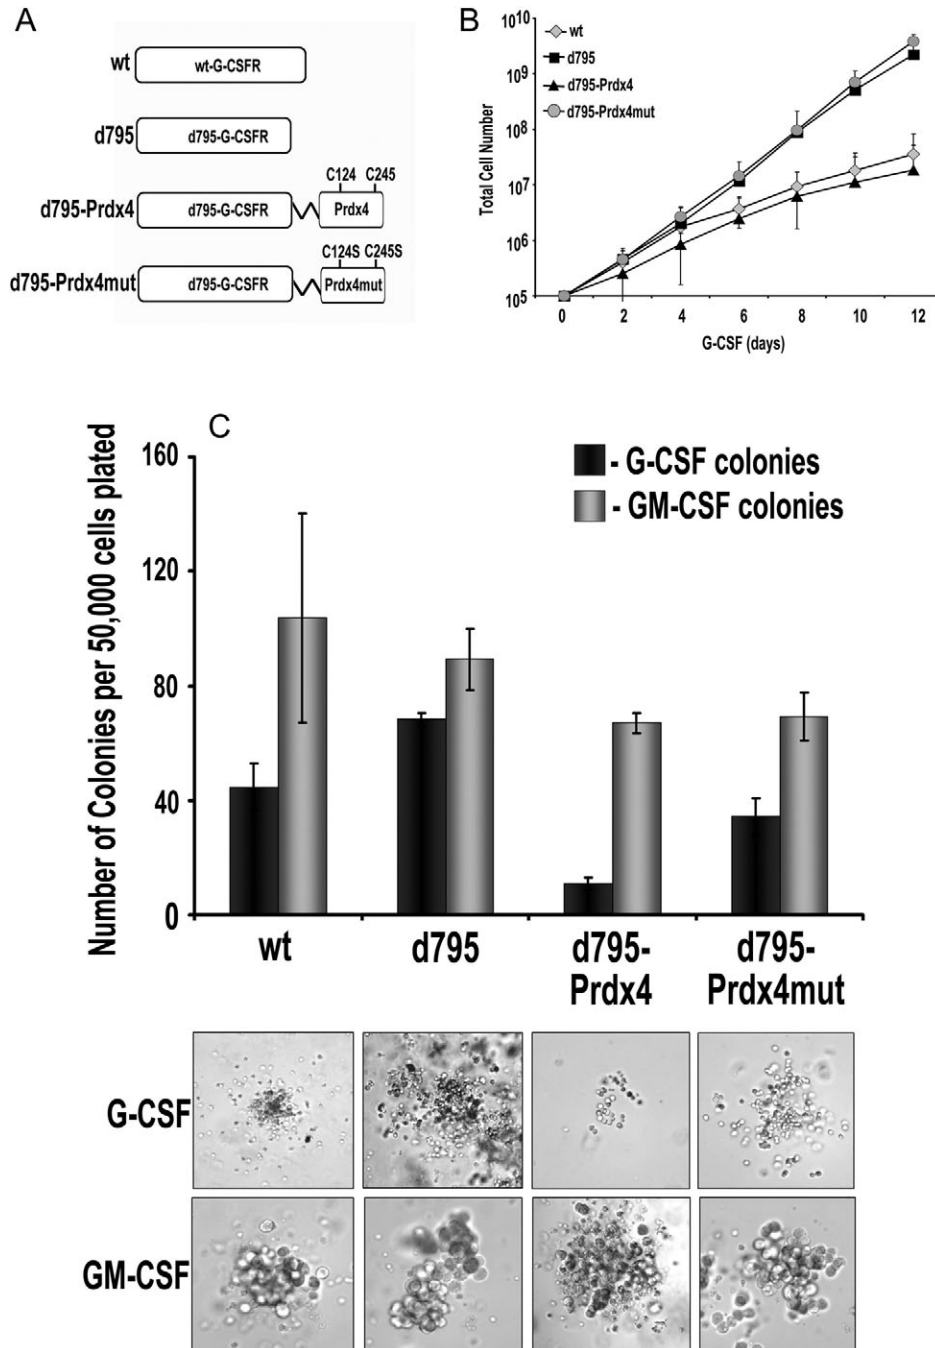 A
wt
wt-G-CSFR
d795
d795-G-CSFR
C124 C245
d795-Prdx4
d795-G-CSFR
Prdx4
C124S C245S
d795-Prdx4mut
d795-G-CSFR
Prdx4mut
B
wt
d795
d795-Prdx4
d795-Prdx4mut
Total Cell Number
10¹⁰
10⁹
10⁸
10⁷
10⁶
10⁵
0 2 4 6 8 10 12
G-CSF (days)
C
- G-CSF colonies
- GM-CSF colonies
Number of Colonies per 50,000 cells plated
160
120
80
40
0
wt d795 d795- d795-
Prdx4 Prdx4mut
G-CSF
GM-CSF